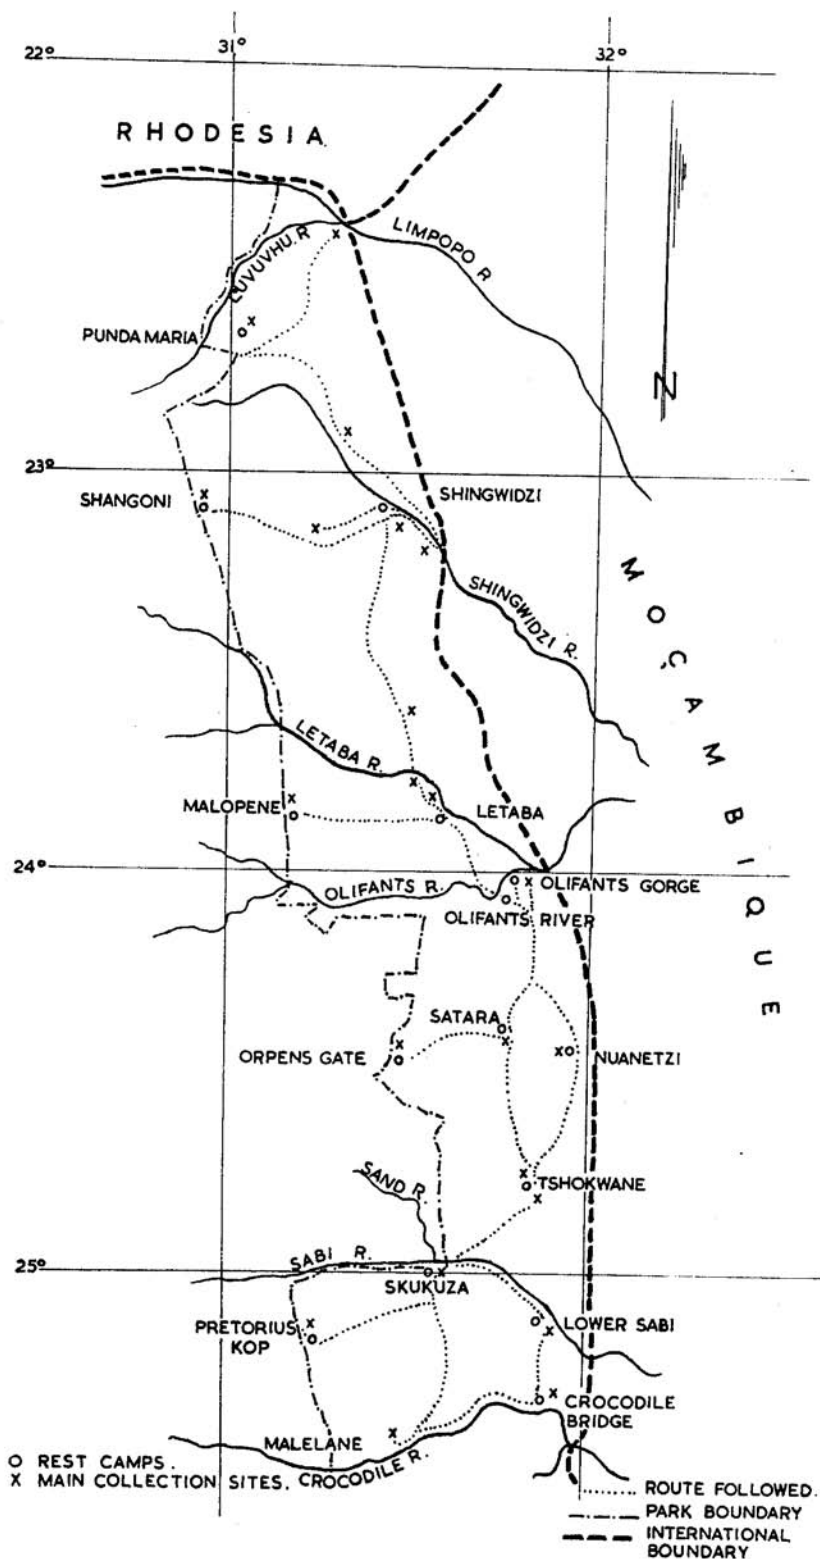 31°
32°
22°
RHODESIA
LUVUVHU. R
LIMPOPO R
PUNDA MARIA
N
23°
SHANGONI
SHINGWIDZI
SHINGWIDZI R.
MOÇAMBIQUE
LETABA R.
MALOPENE
LETABA
24°
OLIFANTS R.
OLIFANTS GORGE
OLIFANTS RIVER
SATARA
ORPENS GATE
NUANETZI
TSHOKWANE
SAND R.
25°
SABI R.
SKUKUZA
PRETORIUS
KOP
LOWER SABI
CROCODILE
BRIDGE
MALELANE
CROCODILE R.
O REST CAMPS.
X MAIN COLLECTION SITES.
ROUTE FOLLOWED.
PARK BOUNDARY
INTERNATIONAL
BOUNDARY